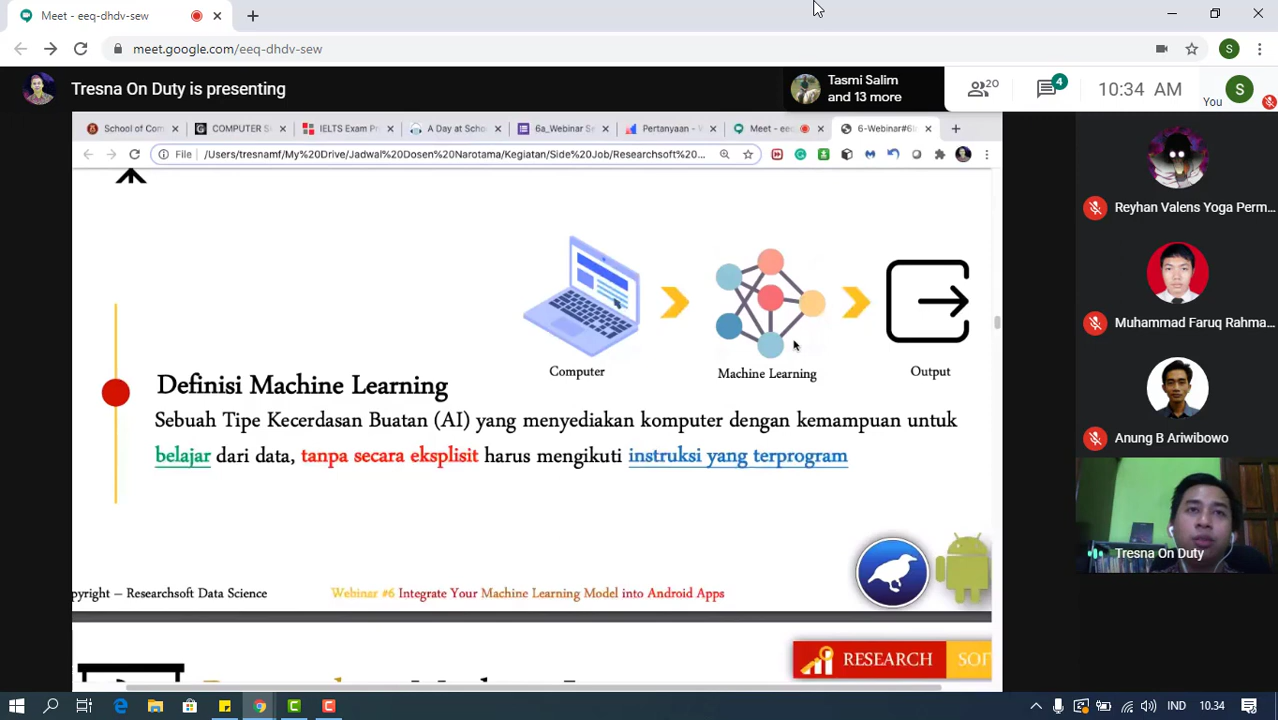 Meet - eeq-dhdv-sew
meet.google.com/eeq-dhdv-sew
S
Tresna On Duty is presenting
Tasmi Salim
and 13 more
20
4
10:34 AM
You
S
School of Com
COMPUTER S
IELTS Exam Pr
A Day at Scho
6a_Webinar S
Pertanyaan - W
Meet - eeq
6-Webinar#6I
File
/Users/tresnamf/My%20Drive/Jadwal%20Dosen%20Narotama/Kegiatan/Side%20Job/Researchsoft%20...
Reyhan Valens Yoga Perm...
Muhammad Faruq Rahma...
Anung B Ariwibowo
Tresna On Duty
Computer
Machine Learning
Output
Definisi Machine Learning
Sebuah Tipe Kecerdasan Buatan (AI) yang menyediakan komputer dengan kemampuan untuk
belajar dari data, tanpa secara eksplisit harus mengikuti instruksi yang terprogram
pyright – Researchsoft Data Science
Webinar #6 Integrate Your Machine Learning Model into Android Apps
RESEARCH
SOF
IND
10.34